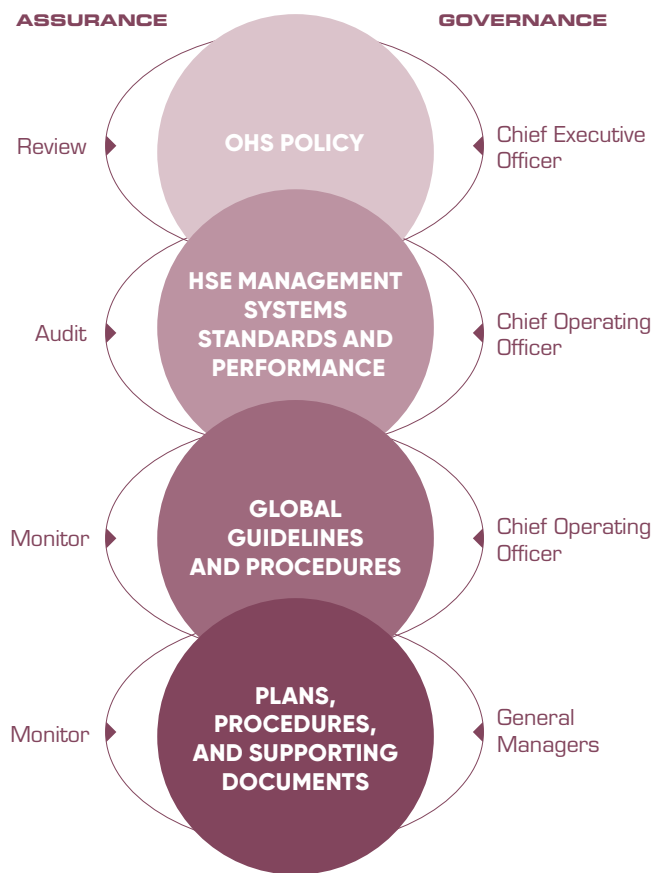 ASSURANCE
GOVERNANCE
Review
OHS POLICY
Chief Executive
Officer
Audit
HSE MANAGEMENT
SYSTEMS
STANDARDS AND
PERFORMANCE
Chief Operating
Officer
Monitor
GLOBAL
GUIDELINES
AND PROCEDURES
Chief Operating
Officer
Monitor
PLANS,
PROCEDURES,
AND SUPPORTING
DOCUMENTS
General
Managers